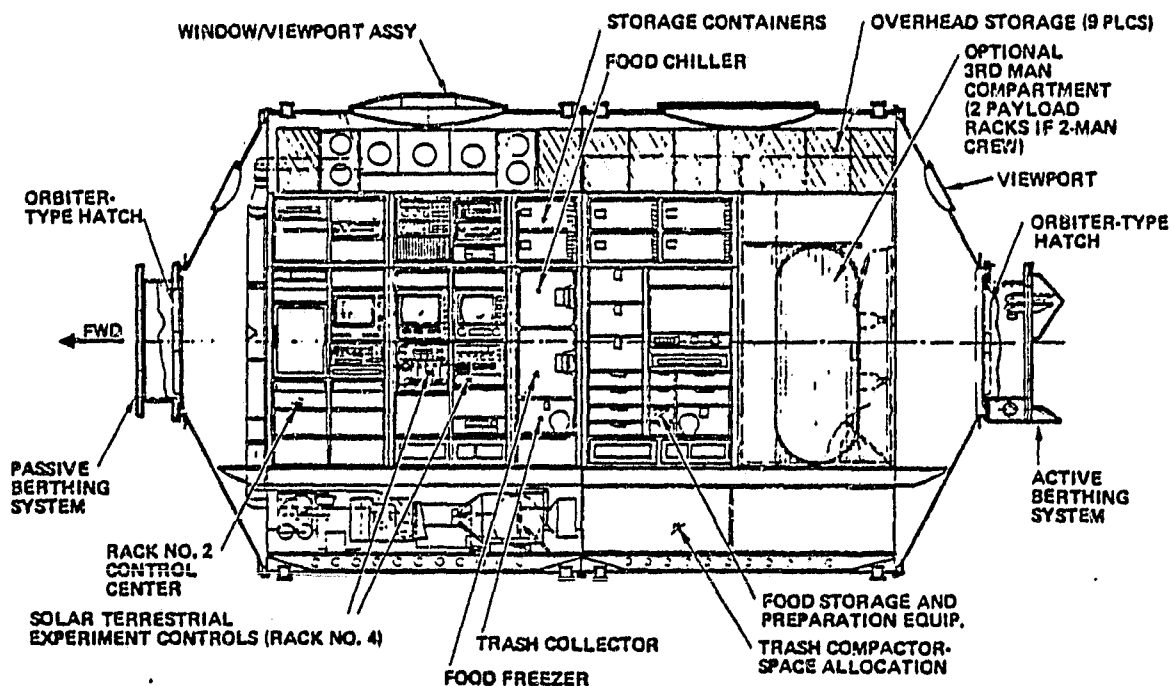 WINDOW/VIEWPORT ASSY
STORAGE CONTAINERS
FOOD CHILLER
OVERHEAD STORAGE (9 PLCS)
OPTIONAL
3RD MAN
COMPARTMENT
(2 PAYLOAD
RACKS IF 2-MAN
CREW)
VIEWPORT
ORBITER-TYPE
HATCH
ORBITER-
TYPE HATCH
FWD
PASSIVE
BERTHING
SYSTEM
ACTIVE
BERTHING
SYSTEM
RACK NO. 2
CONTROL
CENTER
SOLAR TERRESTRIAL
EXPERIMENT CONTROLS (RACK NO. 4)
TRASH COLLECTOR
FOOD FREEZER
FOOD STORAGE AND
PREPARATION EQUIP.
TRASH COMPACTOR-
SPACE ALLOCATION